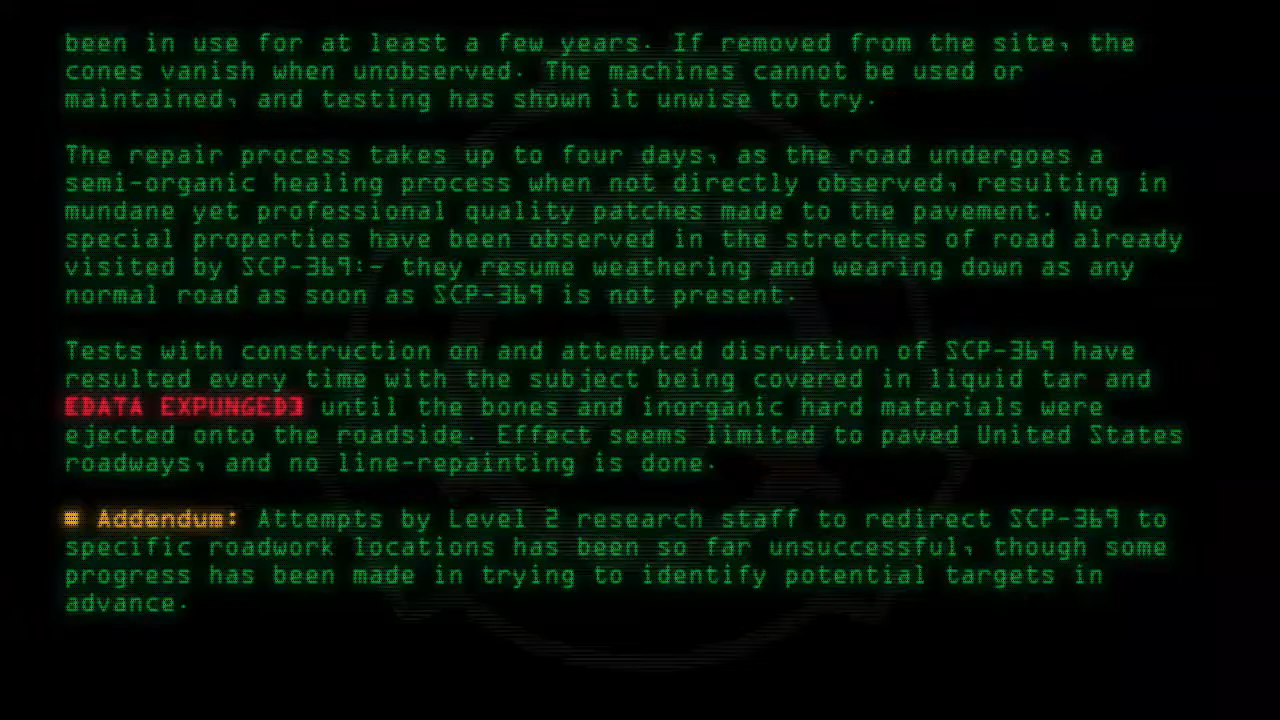 been in use for at least a few years. If removed from the site, the
cones vanish when unobserved. The machines cannot be used or
maintained, and testing has shown it unwise to try.
The repair process takes up to four days, as the road undergoes a
semi-organic healing process when not directly observed, resulting in
mundane yet professional quality patches made to the pavement. No
special properties have been observed in the stretches of road already
visited by SCP-369:- they resume weathering and wearing down as any
normal road as soon as SCP-369 is not present.
Tests with construction on and attempted disruption of SCP-369 have
resulted every time with the subject being covered in liquid tar and
[DATA EXPUNGED] until the bones and inorganic hard materials were
ejected onto the roadside. Effect seems limited to paved United States
roadways, and no line-repainting is done.
■ Addendum: Attempts by Level 2 research staff to redirect SCP-369 to
specific roadwork locations has been so far unsuccessful, though some
progress has been made in trying to identify potential targets in
advance.